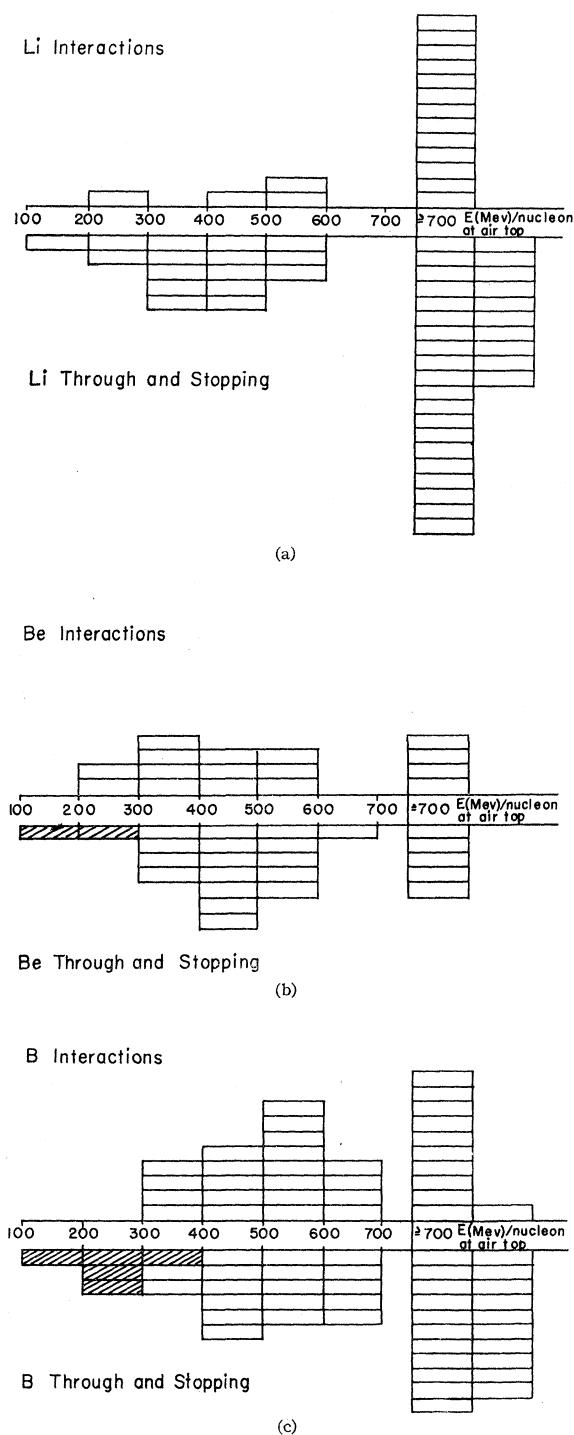 Li Interactions
100 200 300 400 500 600 700 ≥700 E(Mev)/nucleon
at air top
Li Through and Stopping
(a)
Be Interactions
100 200 300 400 500 600 700 ≥700 E(Mev)/nucleon
at air top
Be Through and Stopping
(b)
B Interactions
100 200 300 400 500 600 700 ≥700 E(Mev)/nucleon
at air top
B Through and Stopping
(c)